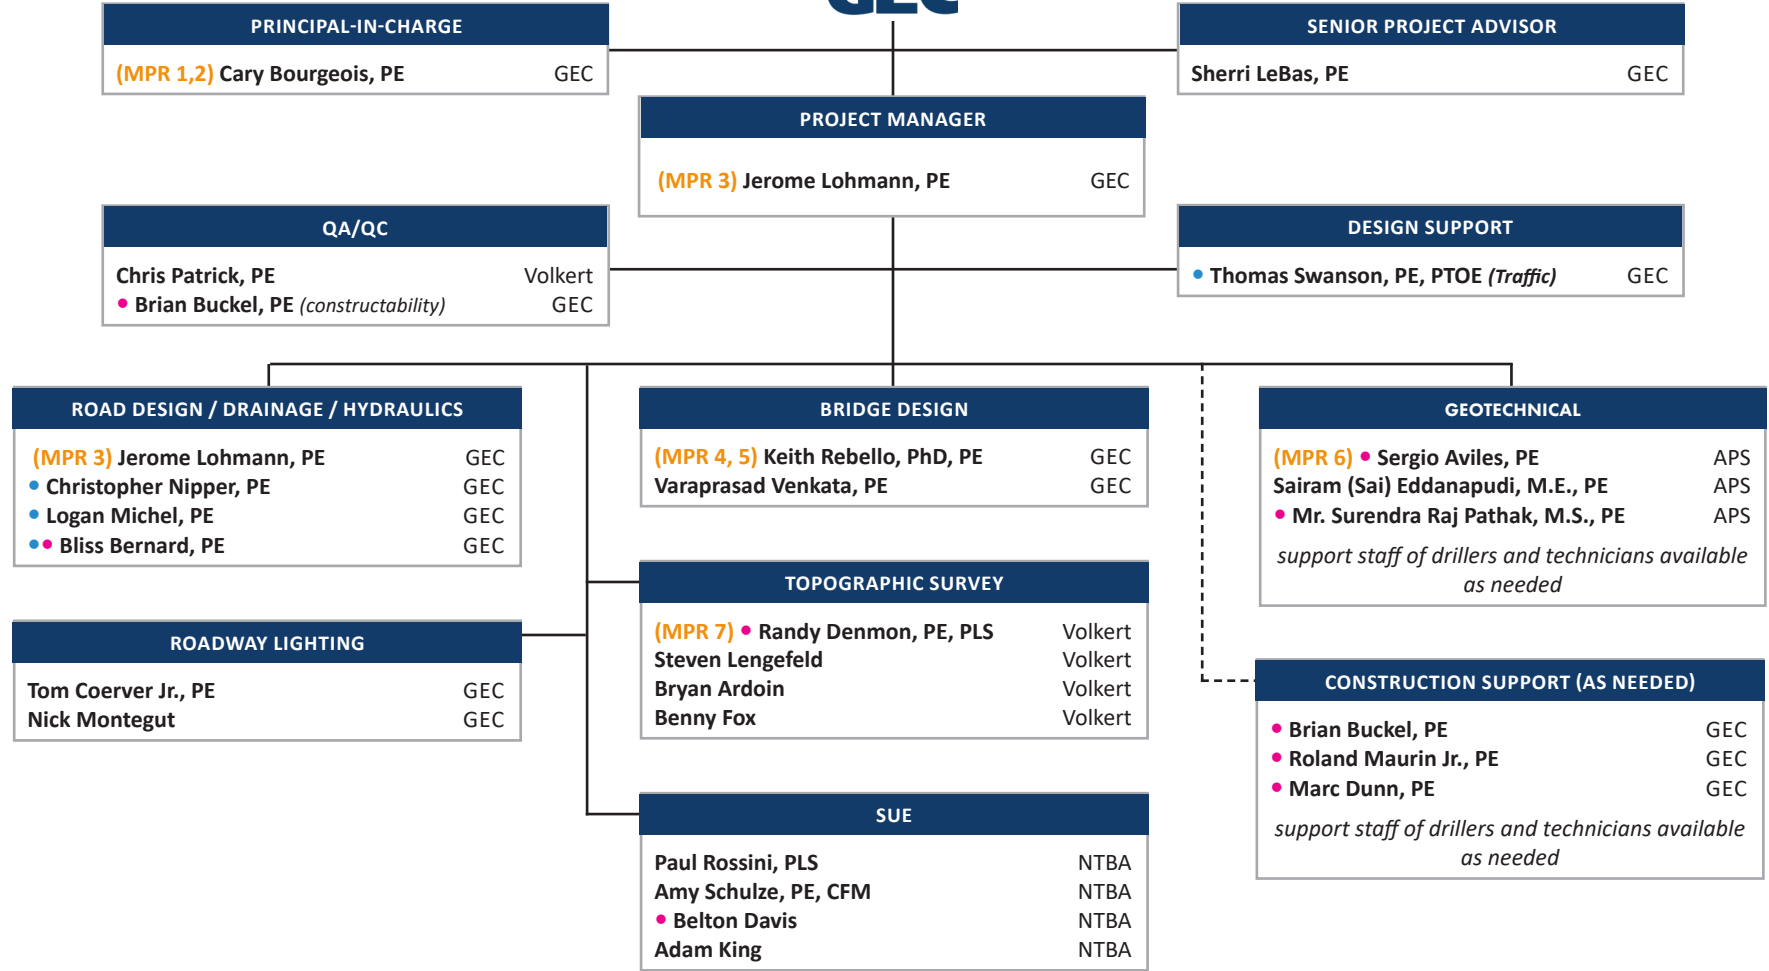 GEC
PRINCIPAL-IN-CHARGE
(MPR 1,2) Cary Bourgeois, PE GEC
SENIOR PROJECT ADVISOR
Sherri LeBas, PE GEC
PROJECT MANAGER
(MPR 3) Jerome Lohmann, PE GEC
QA/QC
Chris Patrick, PE Volkert
• Brian Buckel, PE (constructability) GEC
DESIGN SUPPORT
• Thomas Swanson, PE, PTOE (Traffic) GEC
ROAD DESIGN / DRAINAGE / HYDRAULICS
(MPR 3) Jerome Lohmann, PE GEC
• Christopher Nipper, PE GEC
• Logan Michel, PE GEC
•• Bliss Bernard, PE GEC
BRIDGE DESIGN
(MPR 4, 5) Keith Rebello, PhD, PE GEC
Varaprasad Venkata, PE GEC
GEOTECHNICAL
(MPR 6) • Sergio Aviles, PE APS
Sairam (Sai) Eddanapudi, M.E., PE APS
• Mr. Surendra Raj Pathak, M.S., PE APS
support staff of drillers and technicians available
as needed
ROADWAY LIGHTING
Tom Coerver Jr., PE GEC
Nick Montegut GEC
TOPOGRAPHIC SURVEY
(MPR 7) • Randy Denmon, PE, PLS Volkert
Steven Lengefeld Volkert
Bryan Ardoin Volkert
Benny Fox Volkert
CONSTRUCTION SUPPORT (AS NEEDED)
• Brian Buckel, PE GEC
• Roland Maurin Jr., PE GEC
• Marc Dunn, PE GEC
support staff of drillers and technicians available
as needed
SUE
Paul Rossini, PLS NTBA
Amy Schulze, PE, CFM NTBA
• Belton Davis NTBA
Adam King NTBA